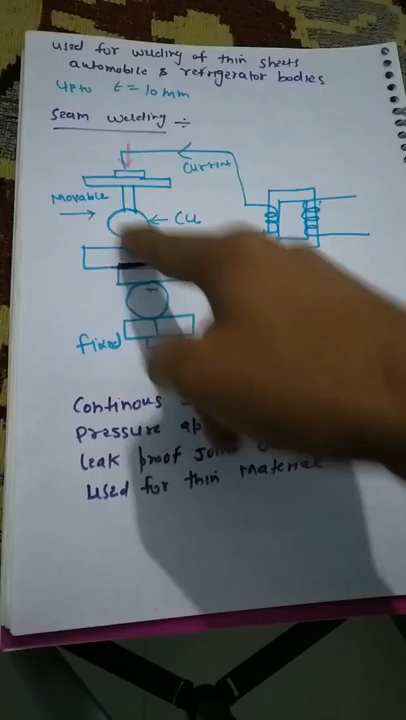 used for welding of thin sheets
automobile & refrigerator bodies
upto t = 10 mm
Seam welding ÷
Current
Movable
Cu
fixed
Continous
Pressure
leak proof
used for thin material